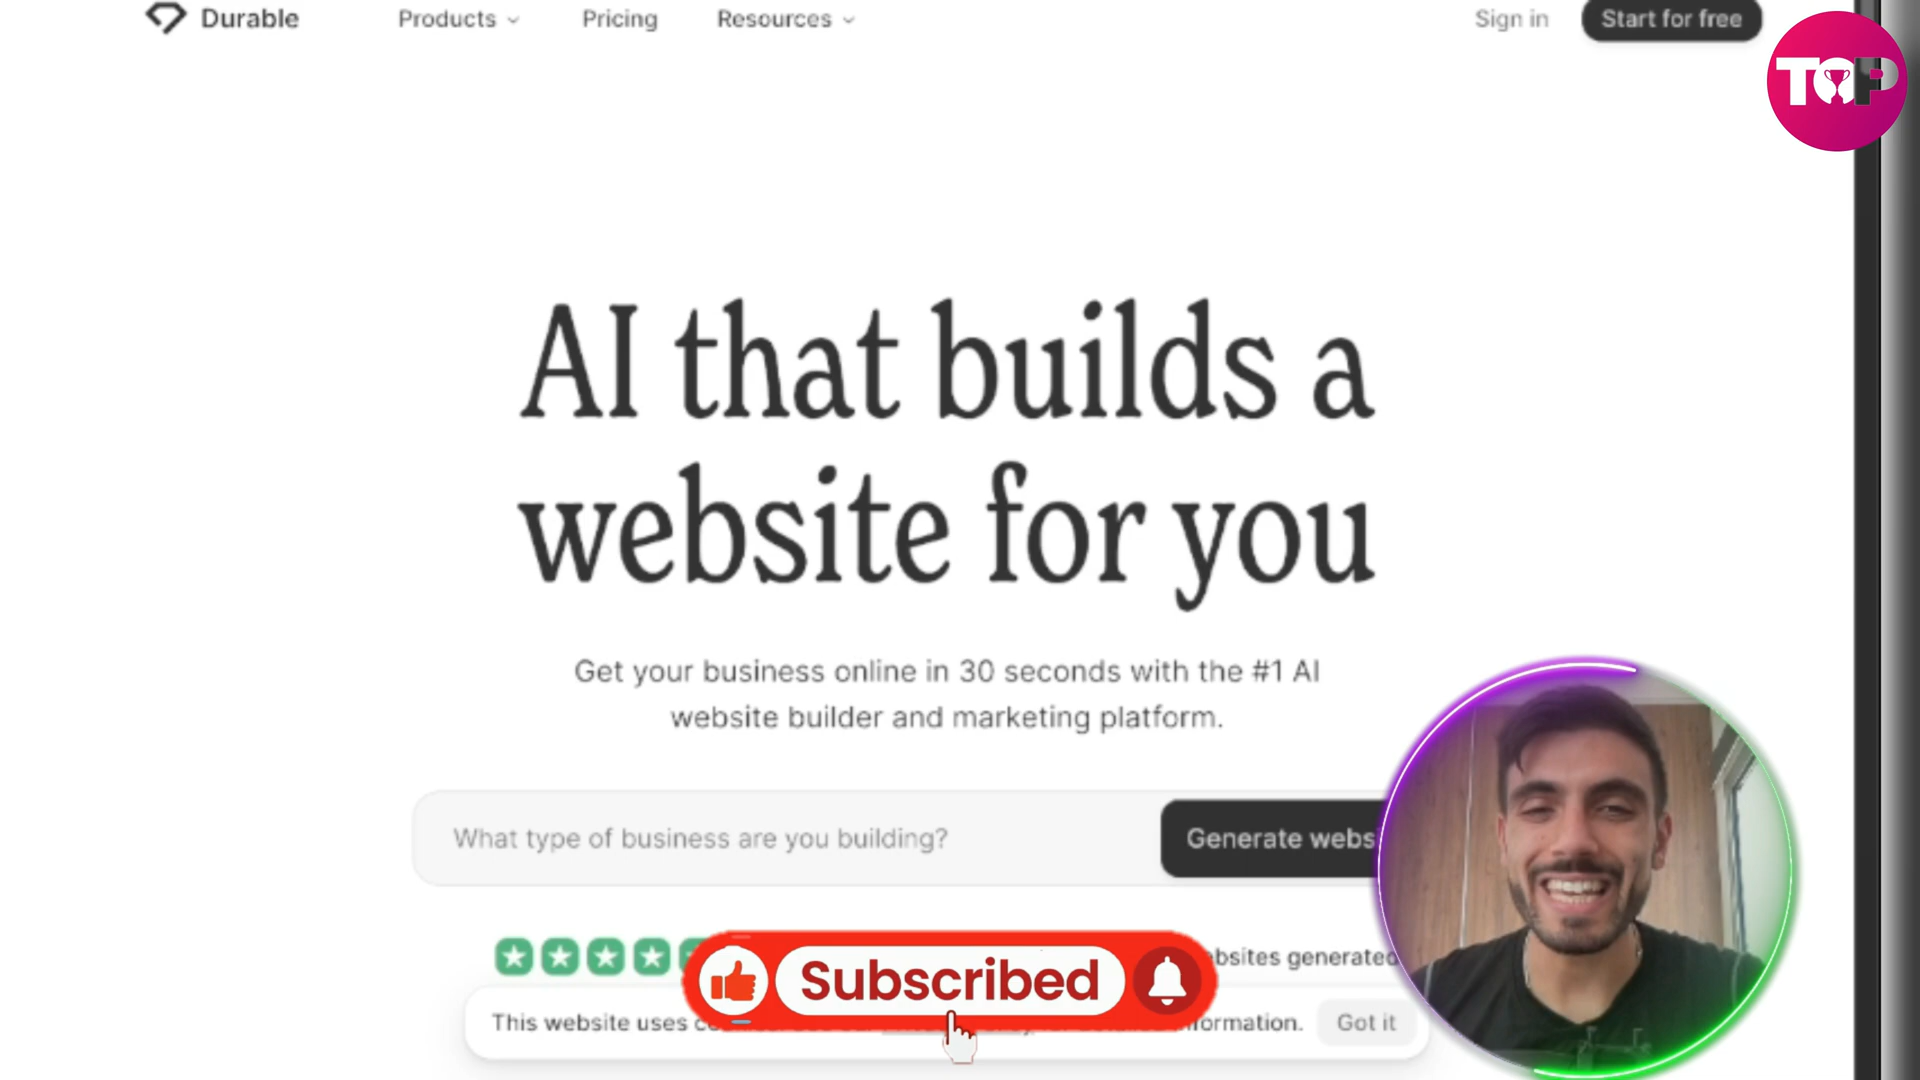 Durable
Products
Pricing
Resources
Sign in
Start for free
TOP
AI that builds a
website for you
Get your business online in 30 seconds with the #1 AI
website builder and marketing platform.
What type of business are you building?
Generate webs
bsites generated
Subscribed
This website uses
ormation.
Got it